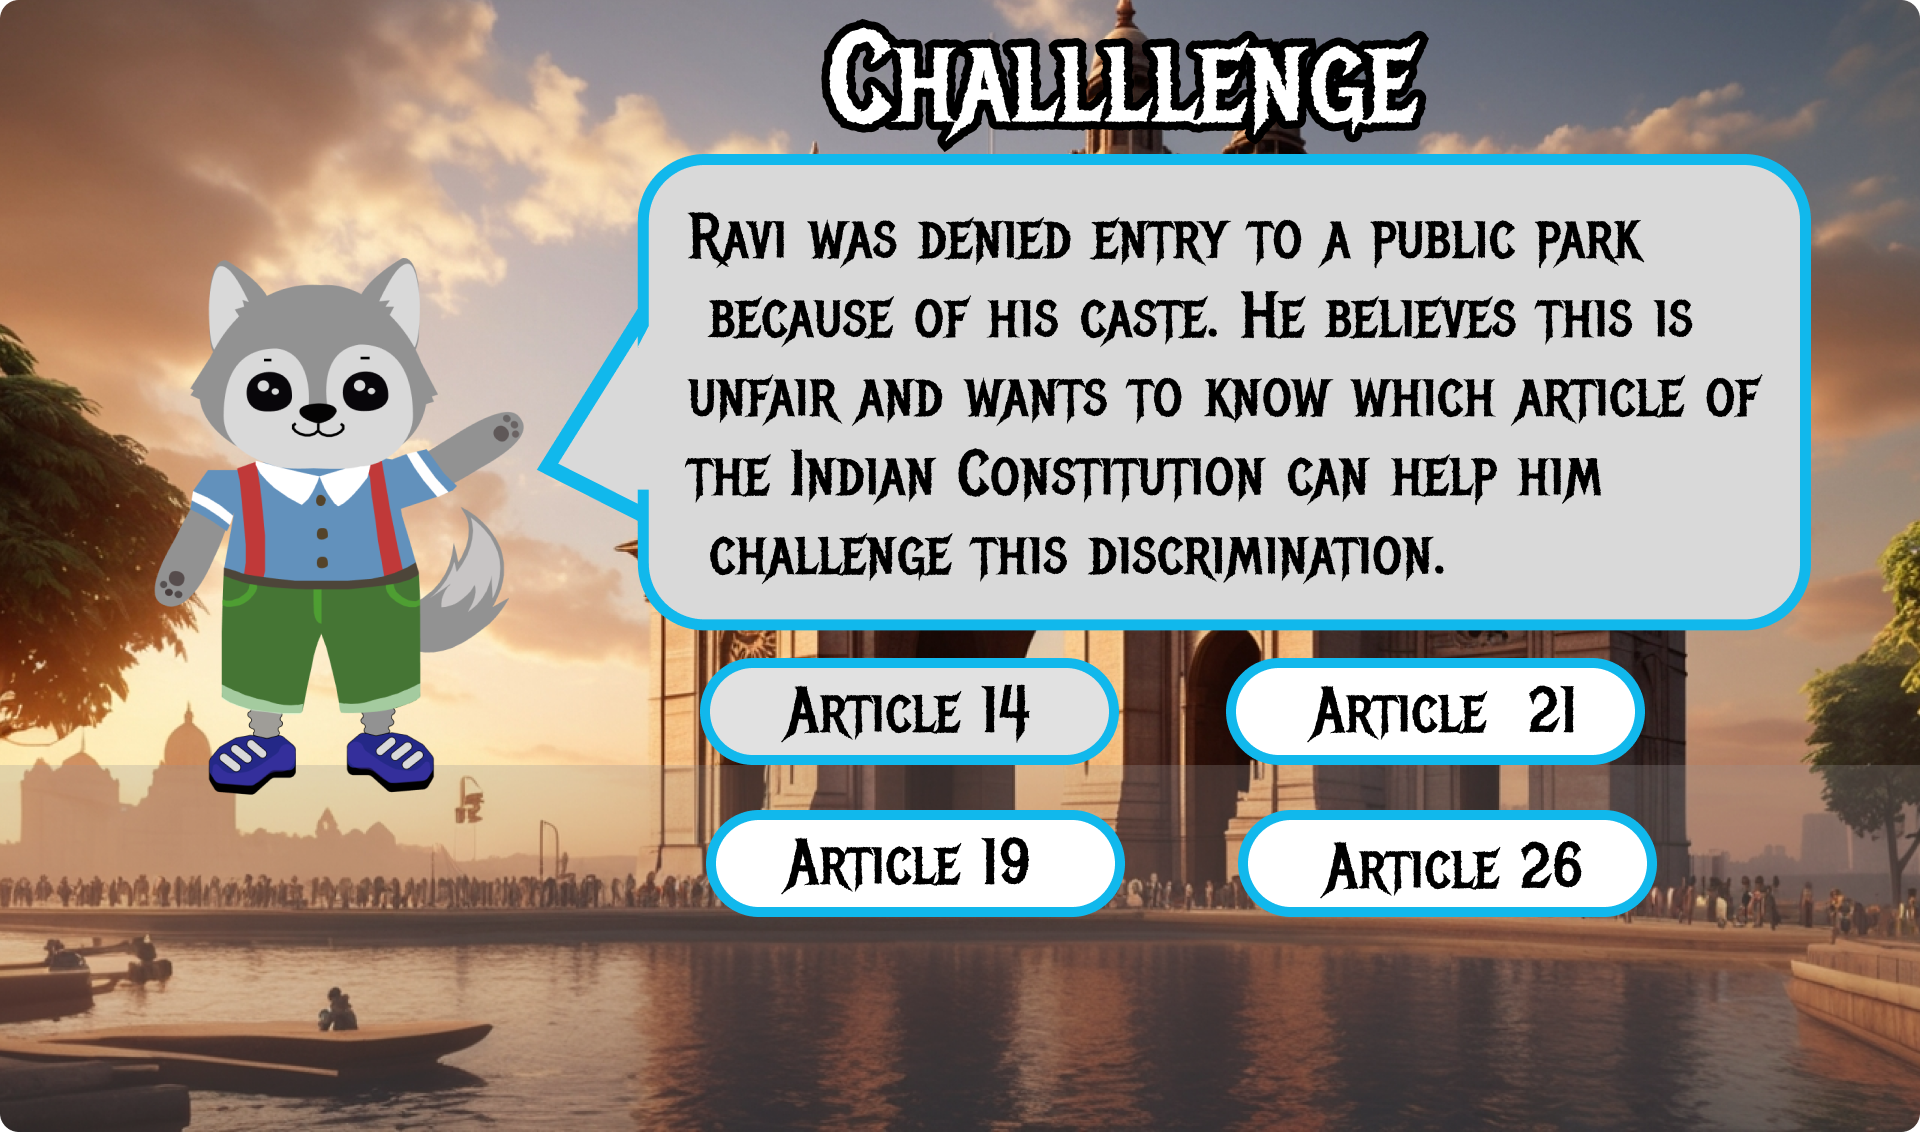 Challlenge
Ravi was denied entry to a public park
because of his caste. He believes this is
unfair and wants to know which article of
the Indian Constitution can help him
challenge this discrimination.
Article 14
Article 21
Article 19
Article 26